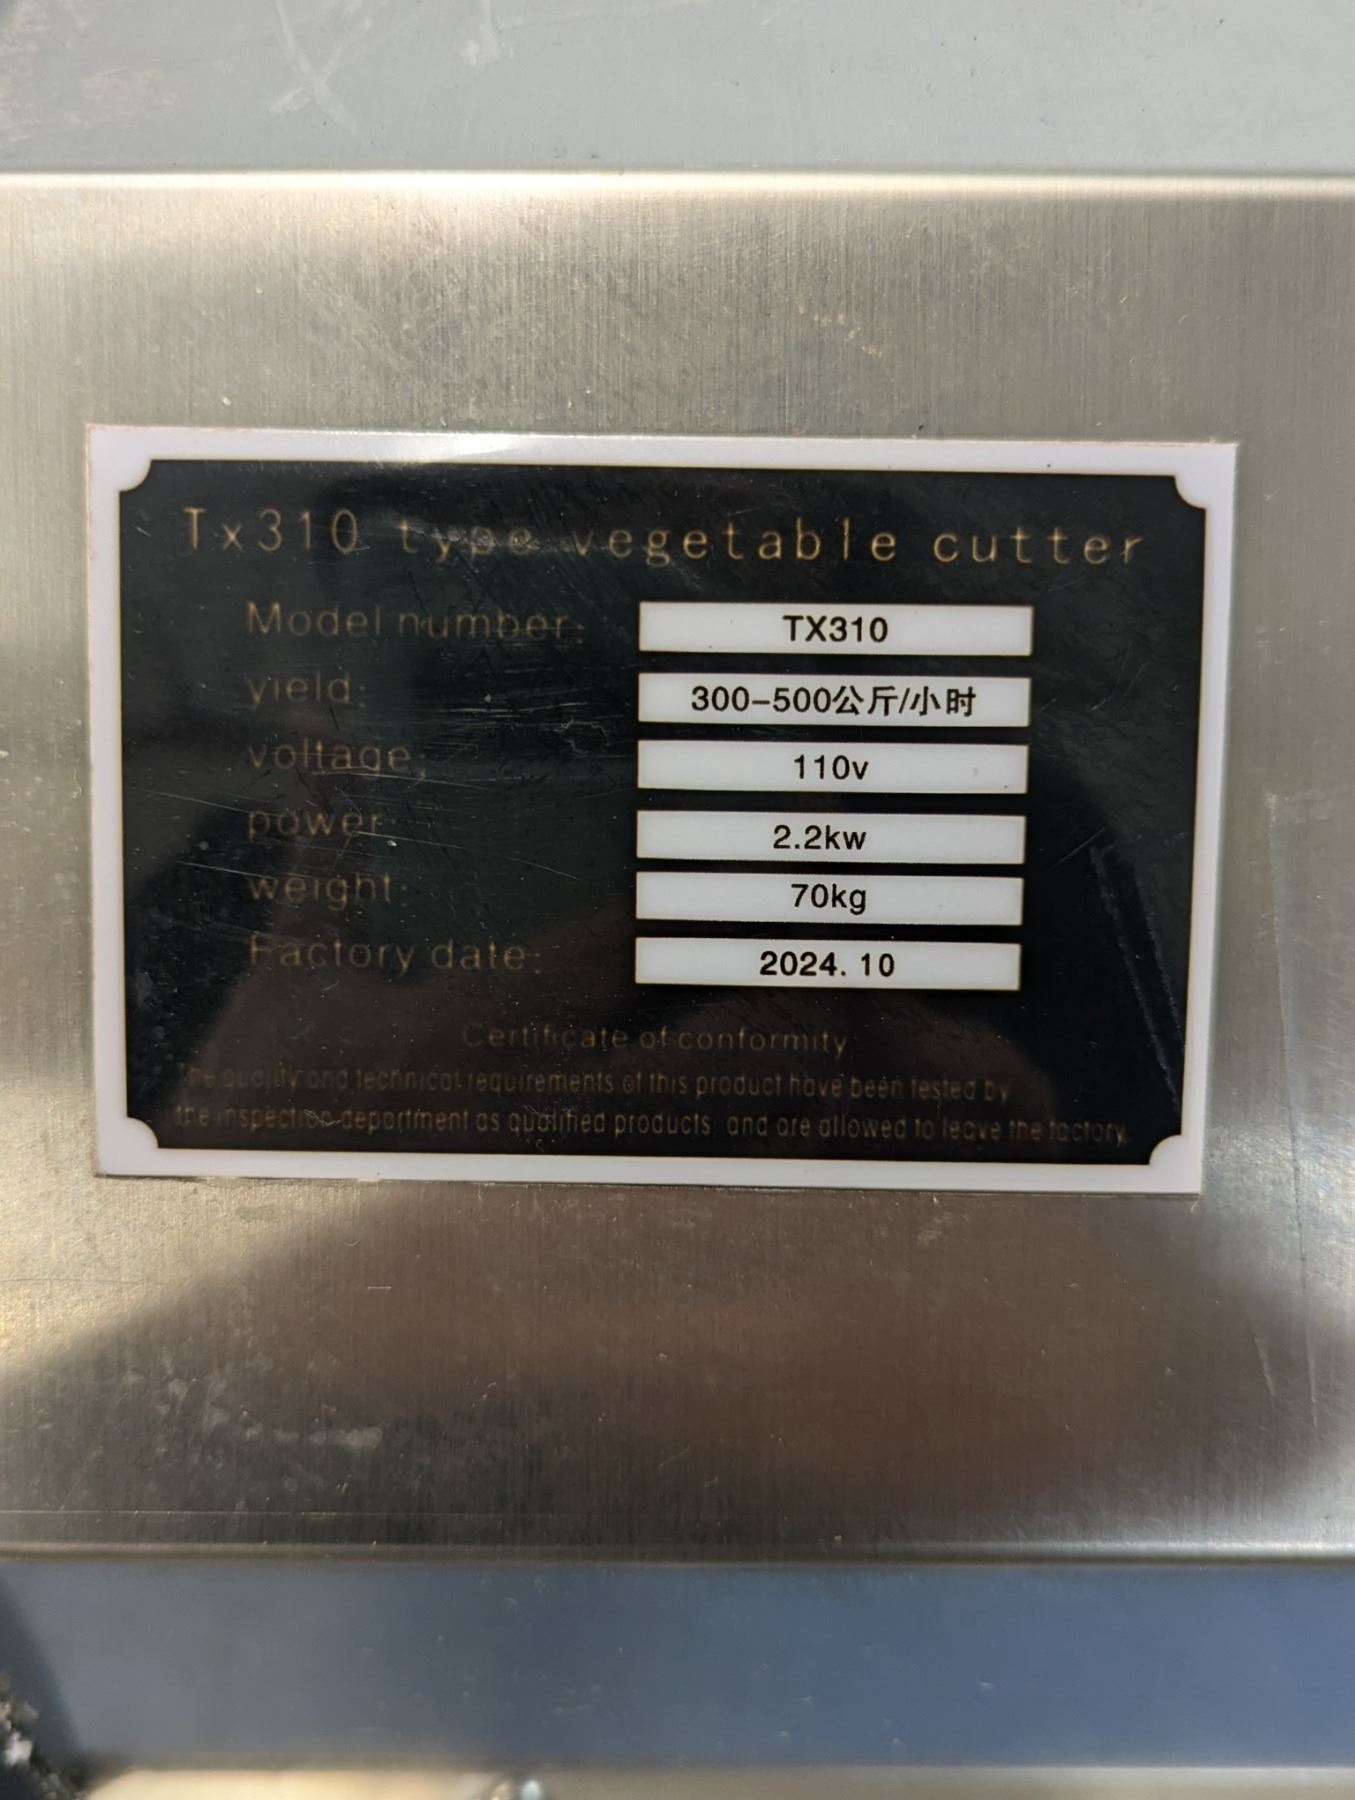 Tx310 type vegetable cutter
Model number: TX310
yield: 300-500公斤/小时
voltage: 110v
power: 2.2kw
weight: 70kg
Factory date: 2024.10
Certificate of conformity
he quality and technical requirements of this product have been tested by
the inspection department as qualified products and are allowed to leave the factory.